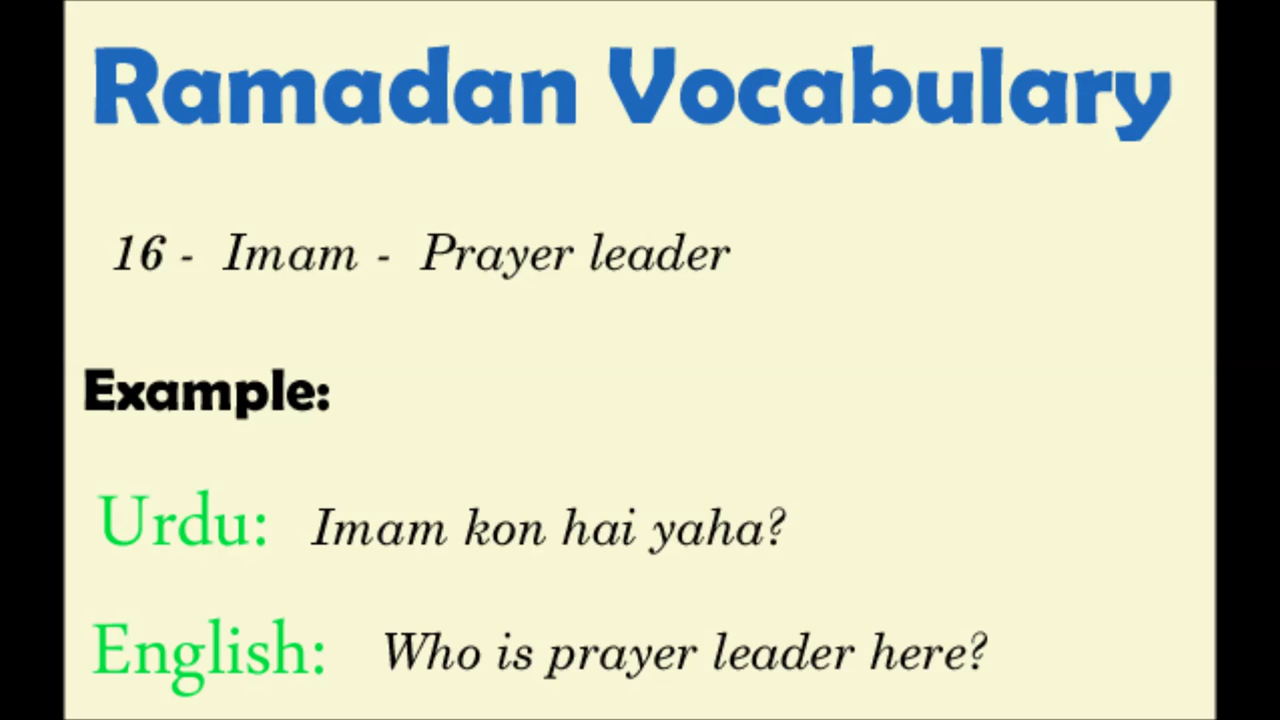 Ramadan Vocabulary
16 - Imam - Prayer leader
Example:
Urdu: Imam kon hai yaha?
English: Who is prayer leader here?